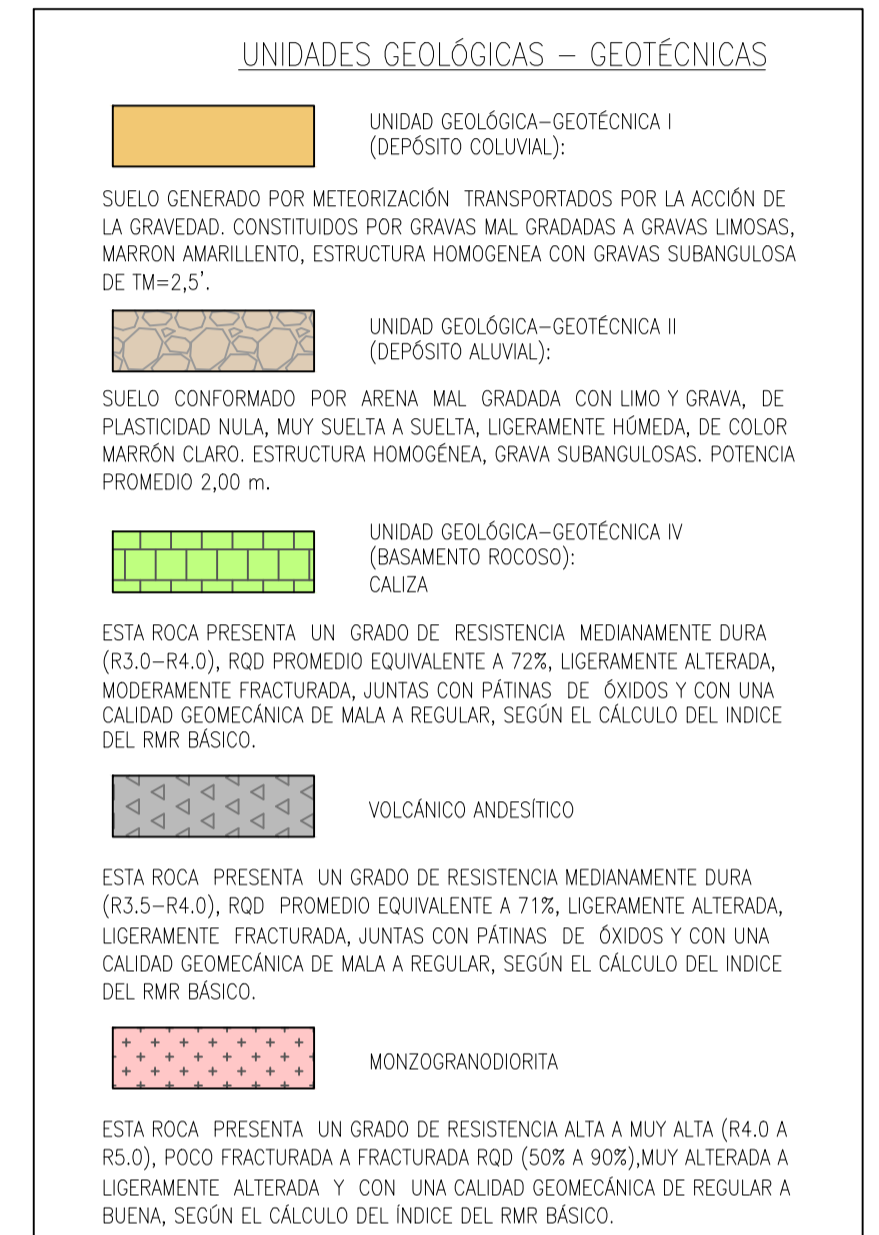 UNIDADES GEOLÓGICAS – GEOTÉCNICAS
UNIDAD GEOLÓGICA–GEOTÉCNICA I
(DEPÓSITO COLUVIAL):
SUELO GENERADO POR METEORIZACIÓN TRANSPORTADOS POR LA ACCIÓN DE
LA GRAVEDAD. CONSTITUIDOS POR GRAVAS MAL GRADADAS A GRAVAS LIMOSAS,
MARRON AMARILLENTO, ESTRUCTURA HOMOGENEA CON GRAVAS SUBANGULOSA
DE TM=2,5'.
UNIDAD GEOLÓGICA–GEOTÉCNICA II
(DEPÓSITO ALUVIAL):
SUELO CONFORMADO POR ARENA MAL GRADADA CON LIMO Y GRAVA, DE
PLASTICIDAD NULA, MUY SUELTA A SUELTA, LIGERAMENTE HÚMEDA, DE COLOR
MARRÓN CLARO. ESTRUCTURA HOMOGÉNEA, GRAVA SUBANGULOSAS. POTENCIA
PROMEDIO 2,00 m.
UNIDAD GEOLÓGICA–GEOTÉCNICA IV
(BASAMENTO ROCOSO):
CALIZA
ESTA ROCA PRESENTA UN GRADO DE RESISTENCIA MEDIANAMENTE DURA
(R3.0–R4.0), RQD PROMEDIO EQUIVALENTE A 72%, LIGERAMENTE ALTERADA,
MODERAMENTE FRACTURADA, JUNTAS CON PÁTINAS DE ÓXIDOS Y CON UNA
CALIDAD GEOMECÁNICA DE MALA A REGULAR, SEGÚN EL CÁLCULO DEL INDICE
DEL RMR BÁSICO.
VOLCÁNICO ANDESÍTICO
ESTA ROCA PRESENTA UN GRADO DE RESISTENCIA MEDIANAMENTE DURA
(R3.5–R4.0), RQD PROMEDIO EQUIVALENTE A 71%, LIGERAMENTE ALTERADA,
LIGERAMENTE FRACTURADA, JUNTAS CON PÁTINAS DE ÓXIDOS Y CON UNA
CALIDAD GEOMECÁNICA DE MALA A REGULAR, SEGÚN EL CÁLCULO DEL INDICE
DEL RMR BÁSICO.
MONZOGRANODIORITA
ESTA ROCA PRESENTA UN GRADO DE RESISTENCIA ALTA A MUY ALTA (R4.0 A
R5.0), POCO FRACTURADA A FRACTURADA RQD (50% A 90%),MUY ALTERADA A
LIGERAMENTE ALTERADA Y CON UNA CALIDAD GEOMECÁNICA DE REGULAR A
BUENA, SEGÚN EL CÁLCULO DEL ÍNDICE DEL RMR BÁSICO.